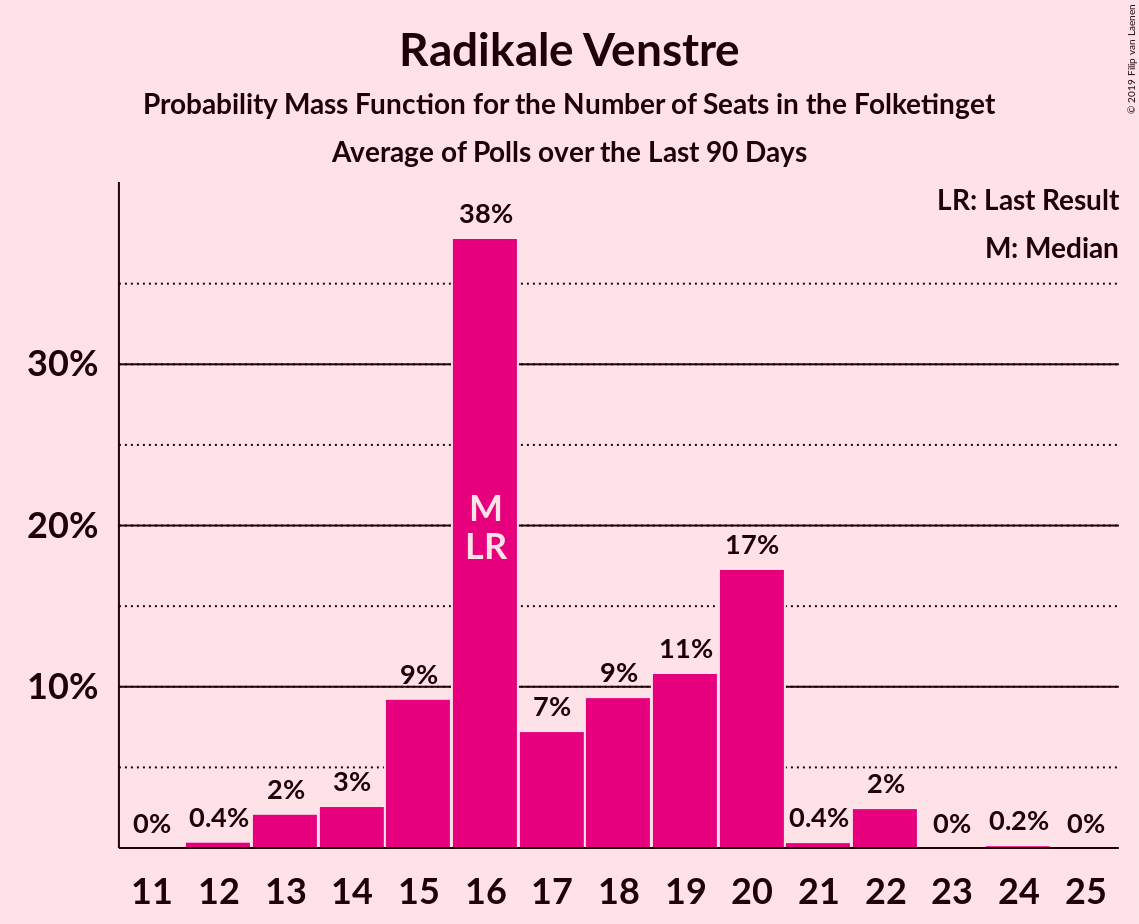 Radikale Venstre
Probability Mass Function for the Number of Seats in the Folketinget
Average of Polls over the Last 90 Days
© 2019 Filip van Laenen
LR: Last Result
M: Median
30%
20%
10%
0%
0.4%
2%
3%
9%
38%
7%
9%
11%
17%
0.4%
2%
0%
0.2%
0%
M
LR
11 12 13 14 15 16 17 18 19 20 21 22 23 24 25